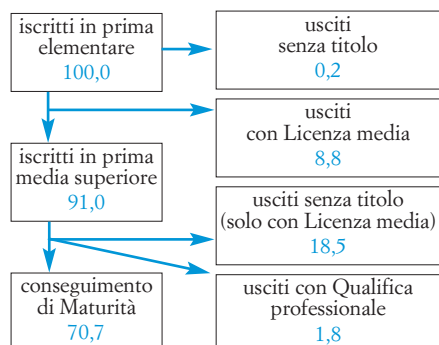 iscritti in prima
elementare
100,0
usciti
senza titolo
0,2
usciti
con Licenza media
8,8
iscritti in prima
media superiore
91,0
usciti senza titolo
(solo con Licenza media)
18,5
conseguimento
di Maturità
70,7
usciti con Qualifica
professionale
1,8